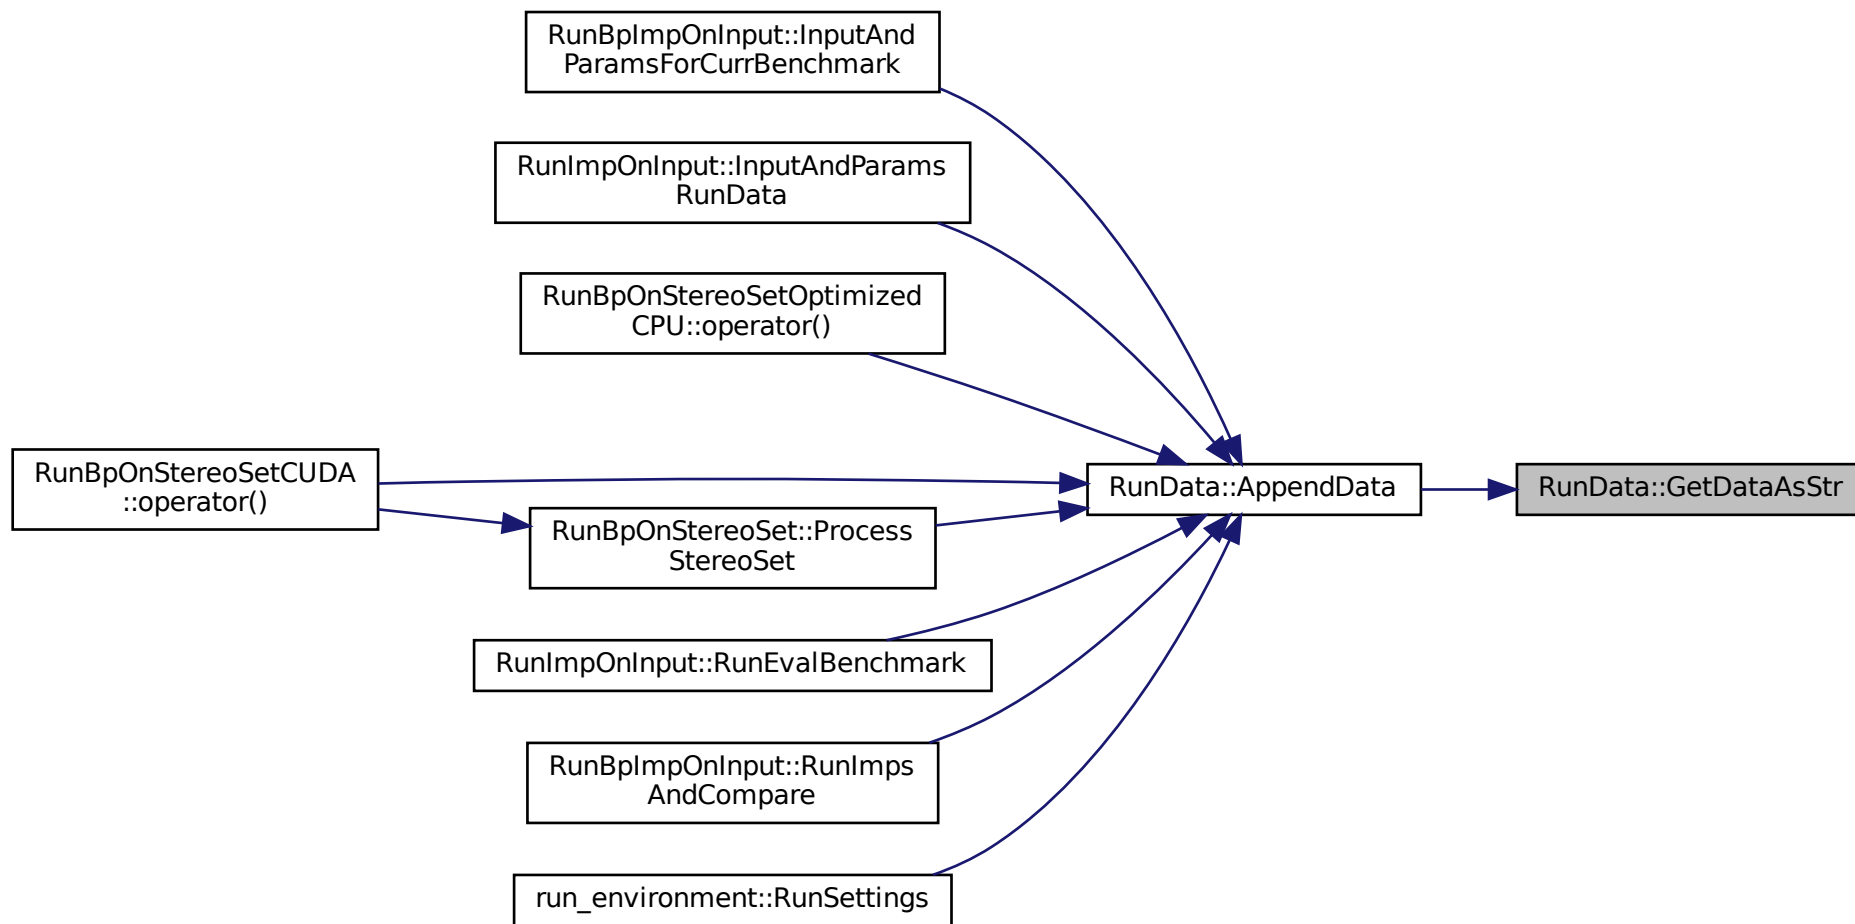 RunBpImpOnInput::InputAnd
ParamsForCurrBenchmark
RunImpOnInput::InputAndParams
RunData
RunBpOnStereoSetOptimized
CPU::operator()
RunBpOnStereoSetCUDA
::operator()
RunData::AppendData
RunData::GetDataAsStr
RunBpOnStereoSet::Process
StereoSet
RunImpOnInput::RunEvalBenchmark
RunBpImpOnInput::RunImps
AndCompare
run_environment::RunSettings